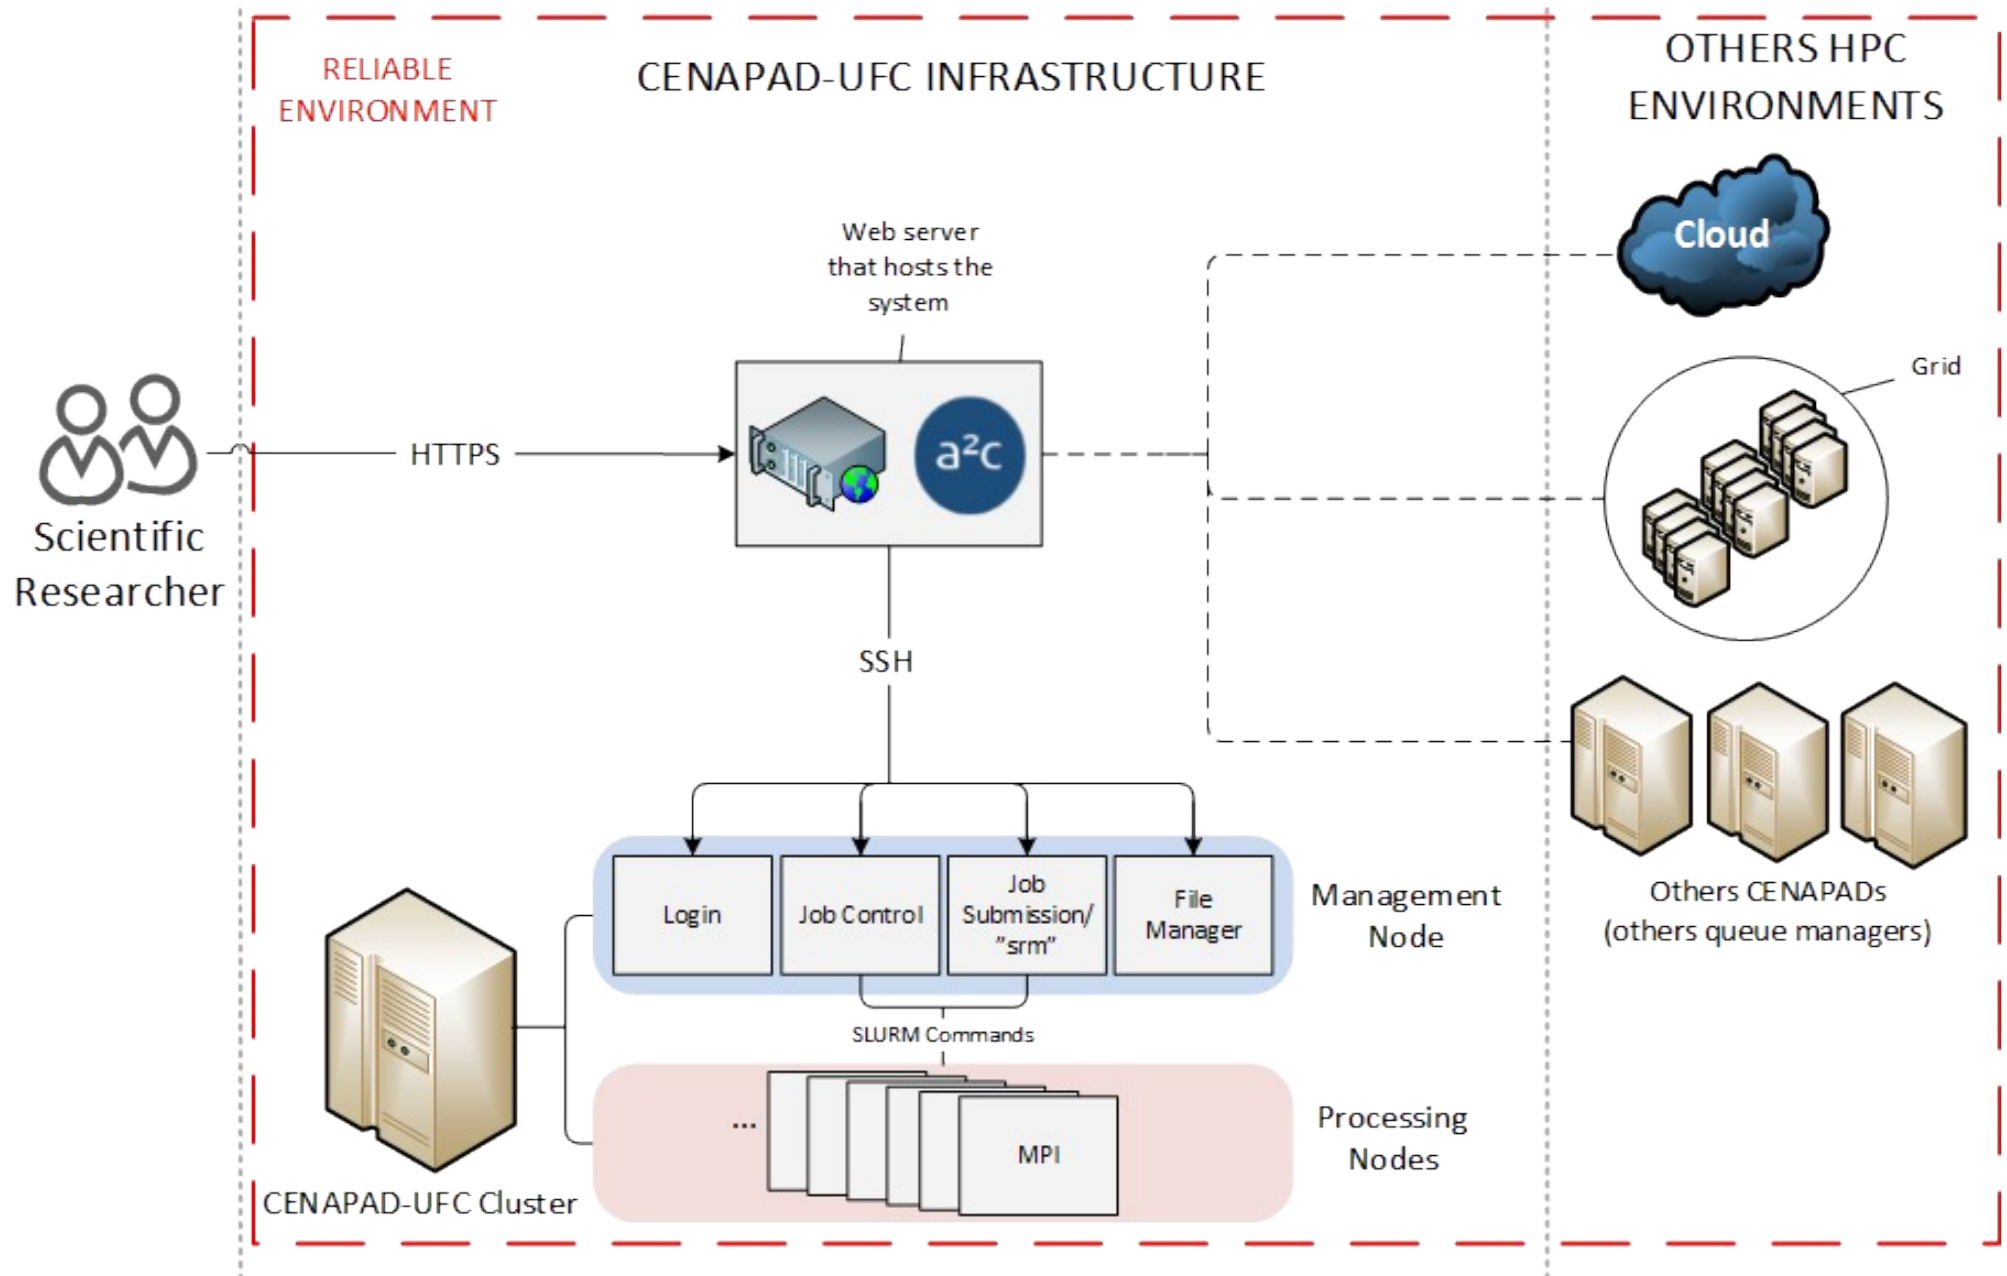 RELIABLE
ENVIRONMENT
CENAPAD-UFC INFRASTRUCTURE
OTHERS HPC
ENVIRONMENTS
Cloud
Web server
that hosts the
system
Grid
a²c
HTTPS
Scientific
Researcher
SSH
Login
Job Control
Job
Submission/
"srm"
File
Manager
Management
Node
Others CENAPADs
(others queue managers)
SLURM Commands
...
MPI
Processing
Nodes
CENAPAD-UFC Cluster